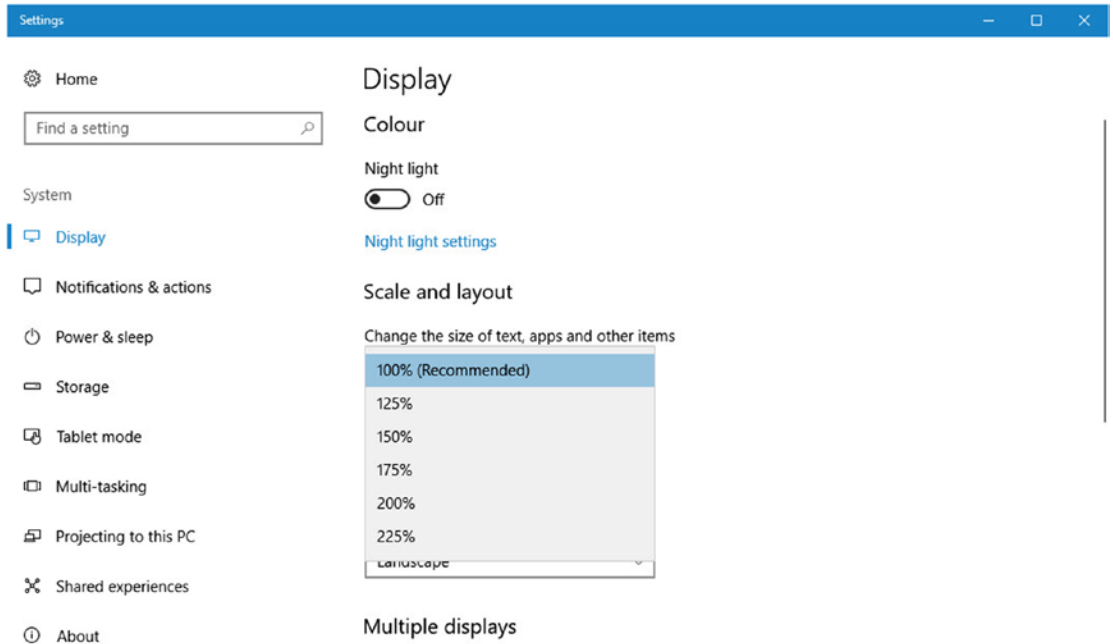 Settings
Home
Find a setting
System
Display
Notifications & actions
Power & sleep
Storage
Tablet mode
Multi-tasking
Projecting to this PC
Shared experiences
About
Display
Colour
Night light
Off
Night light settings
Scale and layout
Change the size of text, apps and other items
100% (Recommended)
125%
150%
175%
200%
225%
Landscape
Multiple displays